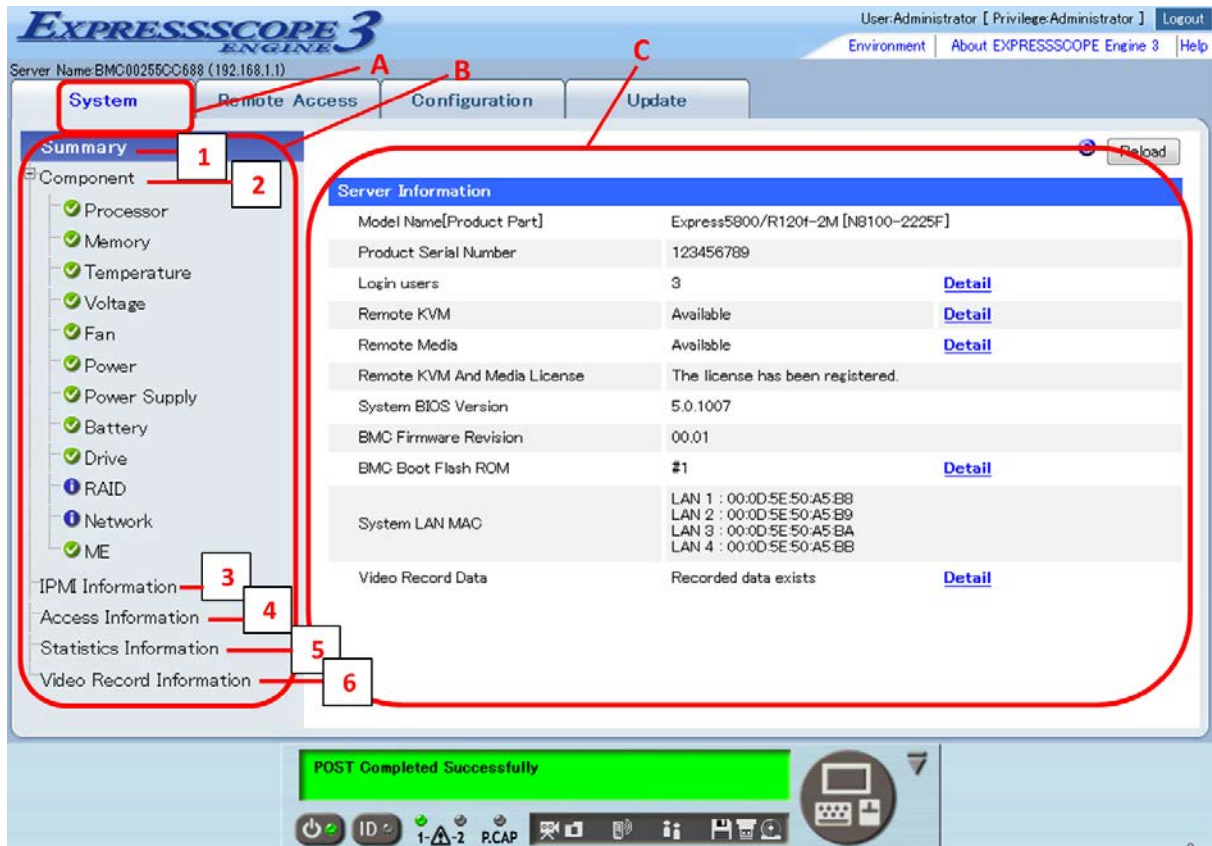 EXPRESSSCOPE 3
ENGINE
User:Administrator [ Privilege:Administrator ] Logout
Environment About EXPRESSSCOPE Engine 3 Help
Server Name:BMC00255CC688 (192.168.1.1)
A B C
System Remote Access Configuration Update
Summary 1
Reload
Component 2
Processor
Memory
Temperature
Voltage
Fan
Power
Power Supply
Battery
Drive
RAID
Network
ME
IPMI Information 3
Access Information 4
Statistics Information 5
Video Record Information 6
Server Information
Model Name[Product Part] Express5800/R120f-2M [N8100-2225F]
Product Serial Number 123456789
Login users 3 Detail
Remote KVM Available Detail
Remote Media Available Detail
Remote KVM And Media License The license has been registered.
System BIOS Version 5.0.1007
BMC Firmware Revision 00.01
BMC Boot Flash ROM #1 Detail
System LAN MAC
LAN 1 : 00:0D:5E:50:A5:B8
LAN 2 : 00:0D:5E:50:A5:B9
LAN 3 : 00:0D:5E:50:A5:BA
LAN 4 : 00:0D:5E:50:A5:BB
Video Record Data Recorded data exists Detail
POST Completed Successfully
ID 1-2 P.CAP